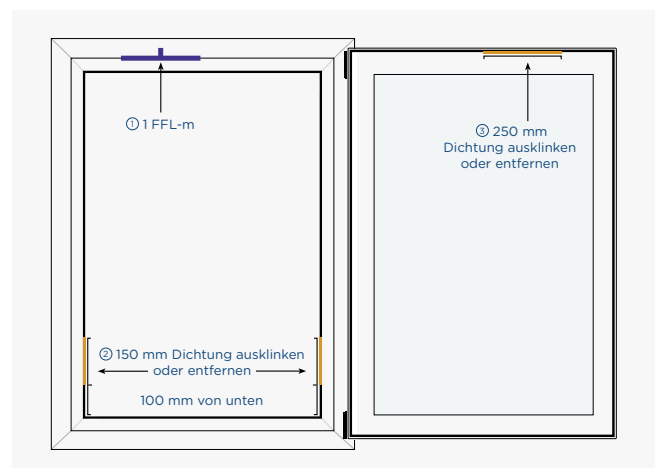 ① 1 FFL-m
③ 250 mm
Dichtung ausklinken
oder entfernen
② 150 mm Dichtung ausklinken
oder entfernen
100 mm von unten